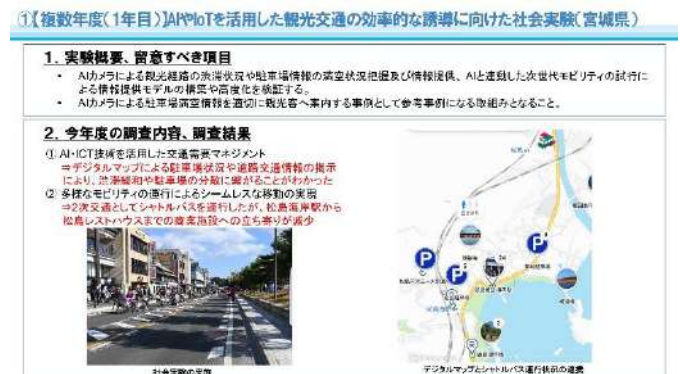 ①【複数年度(1年目)】AIやIoTを活用した観光交通の効率的な誘導に向けた社会実験(宮城県)
1. 実験概要、留意すべき項目
・ AIカメラによる観光経路の渋滞状況や駐車場情報の満空状況把握及び情報提供、AIと連動した次世代モビリティの試行に
よる情報提供モデルの構築や高度化を検証する。
・ AIカメラによる駐車場満空情報を適切に観光客へ案内する事例として参考事例になる取組みとなること。
2. 今年度の調査内容、調査結果
① AI・ICT技術を活用した交通需要マネジメント
⇒デジタルマップによる駐車場状況や道路交通情報の掲示
により、渋滞緩和や駐車場の分散に繋がることがわかった
② 多様なモビリティの運行によるシームレスな移動の実現
⇒2次交通としてシャトルバスを運行したが、松島海岸駅から
松島レストハウスまでの商業施設への立ち寄りが減少
P
P
P
社会実験の実施
デジタルマップとシャトルバス運行状況の連携